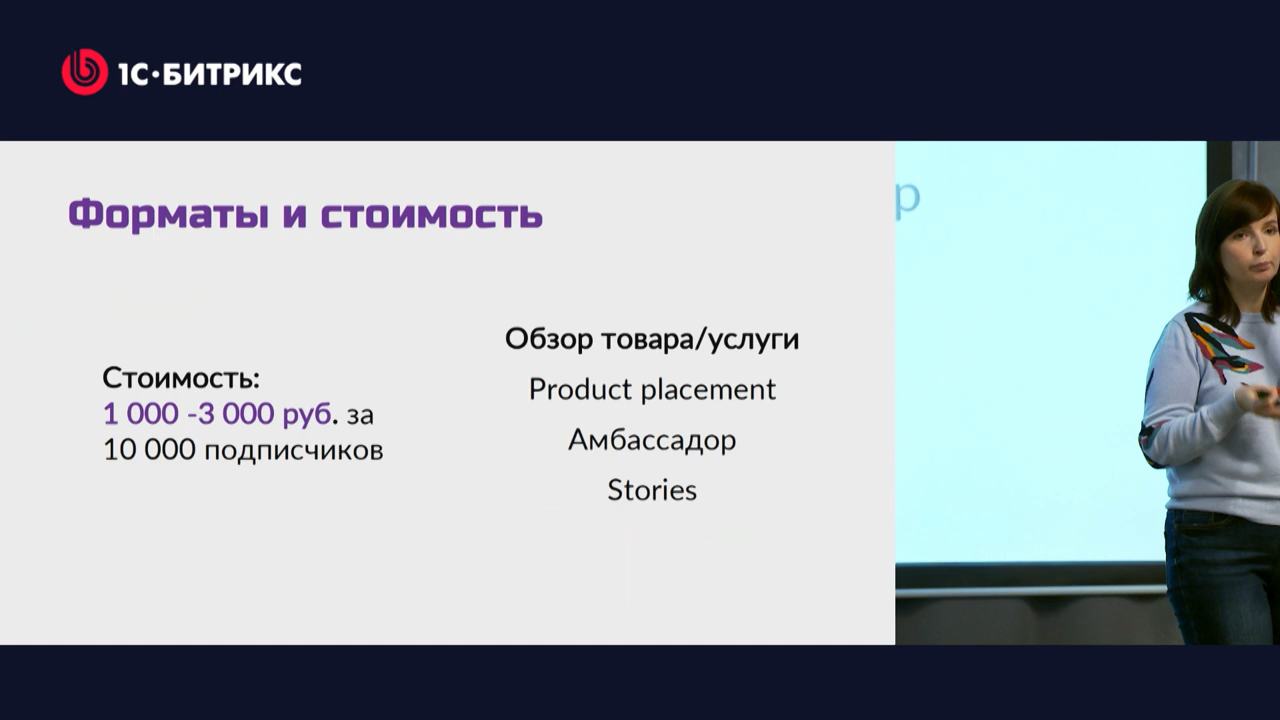 1С·БИТРИКС
Форматы и стоимость
Стоимость:
1 000 -3 000 руб. за
10 000 подписчиков
Обзор товара/услуги
Product placement
Амбассадор
Stories
р